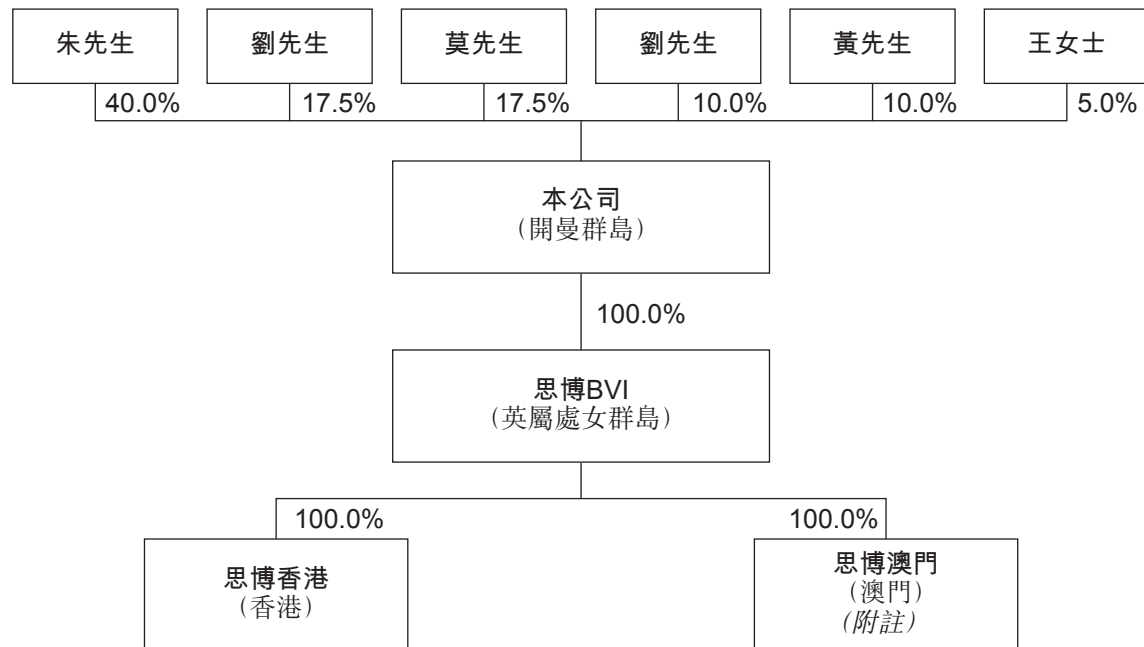 朱先生
劉先生
莫先生
劉先生
黃先生
王女士
40.0%
17.5%
17.5%
10.0%
10.0%
5.0%
本公司
(開曼群島)
100.0%
思博BVI
(英屬處女群島)
100.0%
100.0%
思博香港
(香港)
思博澳門
(澳門)
(附註)